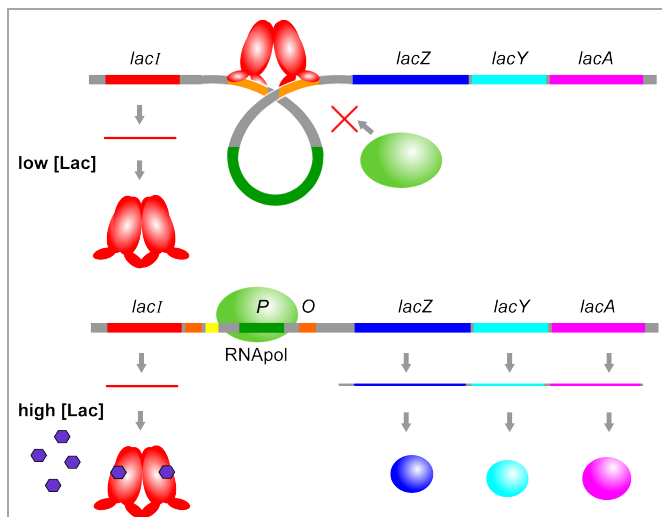 lacI lacZ lacY lacA
low [Lac]
lacI P O lacZ lacY lacA
RNApol
high [Lac]